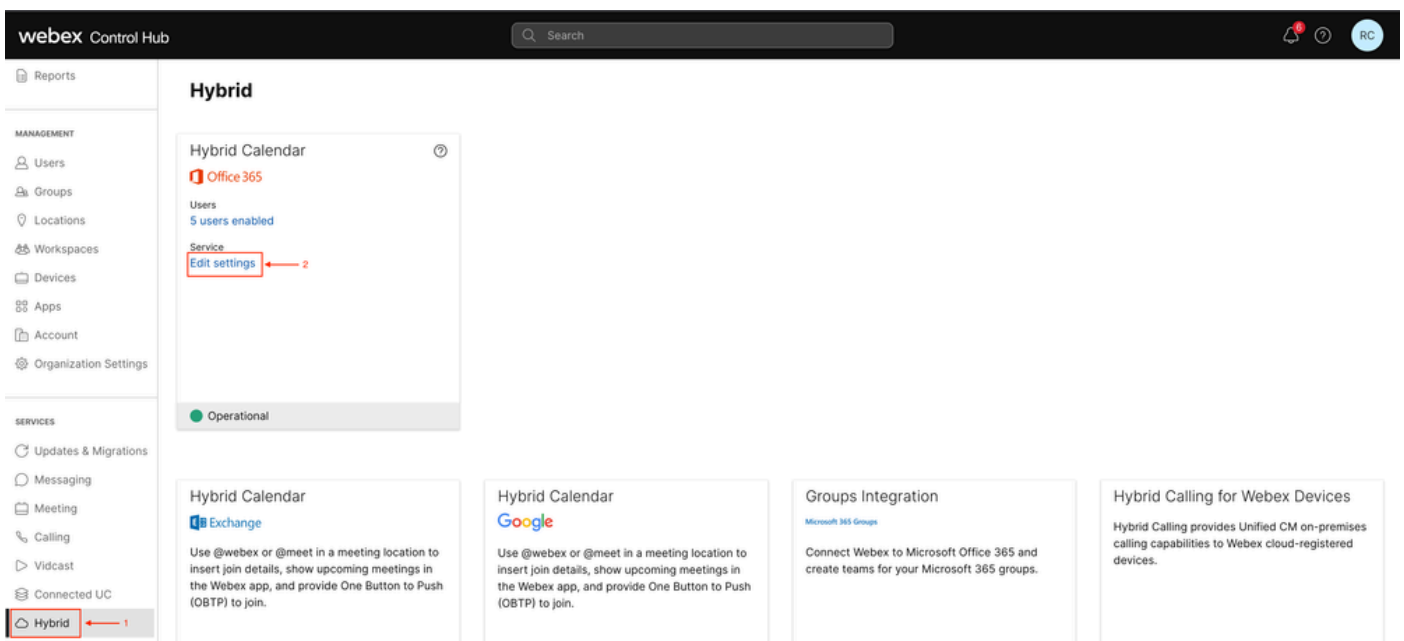 webex Control Hub
Search
6
RC
Reports
MANAGEMENT
Users
Groups
Locations
Workspaces
Devices
Apps
Account
Organization Settings
SERVICES
Updates & Migrations
Messaging
Meeting
Calling
Vidcast
Connected UC
Hybrid
1
Hybrid
Hybrid Calendar
Office 365
Users
5 users enabled
Service
Edit settings
2
Operational
Hybrid Calendar
Exchange
Use @webex or @meet in a meeting location to
insert join details, show upcoming meetings in
the Webex app, and provide One Button to Push
(OBTP) to join.
Hybrid Calendar
Google
Use @webex or @meet in a meeting location to
insert join details, show upcoming meetings in
the Webex app, and provide One Button to Push
(OBTP) to join.
Groups Integration
Microsoft 365 Groups
Connect Webex to Microsoft Office 365 and
create teams for your Microsoft 365 groups.
Hybrid Calling for Webex Devices
Hybrid Calling provides Unified CM on-premises
calling capabilities to Webex cloud-registered
devices.